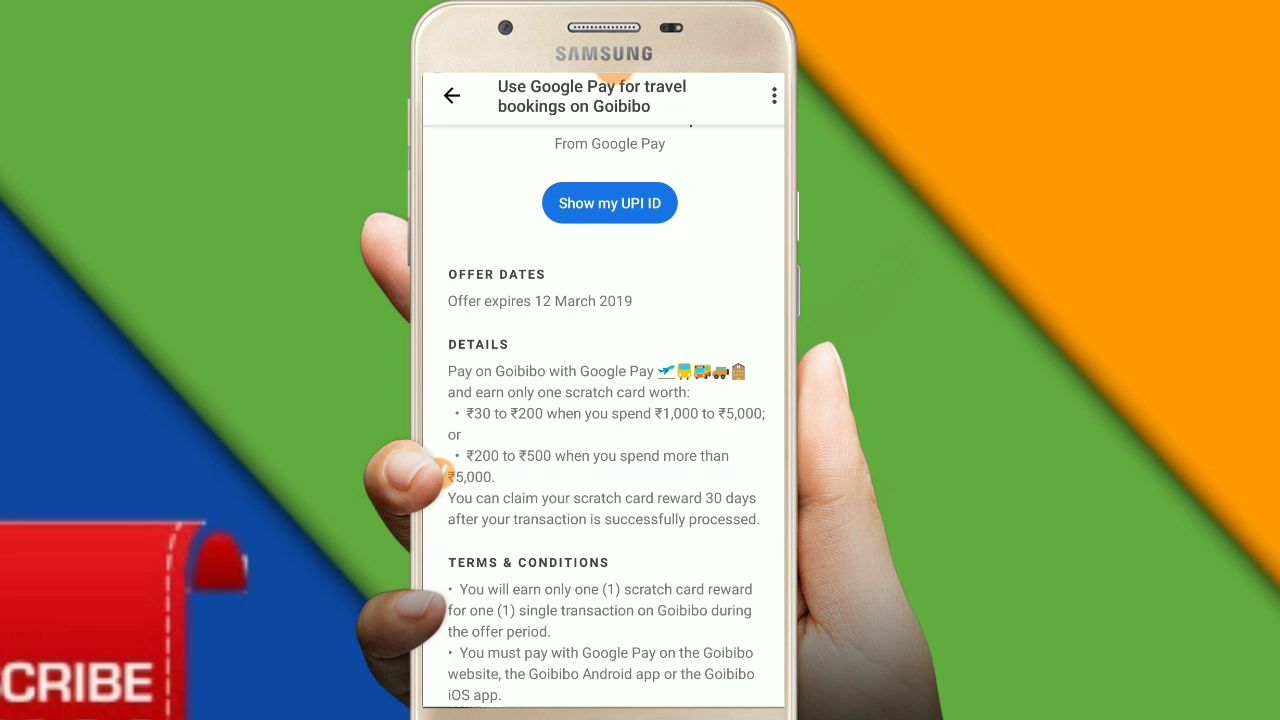 SAMSUNG
Use Google Pay for travel
bookings on Goibibo
From Google Pay
Show my UPI ID
OFFER DATES
Offer expires 12 March 2019
DETAILS
Pay on Goibibo with Google Pay ✈️🚆🚌🚚🏨
and earn only one scratch card worth:
• ₹30 to ₹200 when you spend ₹1,000 to ₹5,000;
or
• ₹200 to ₹500 when you spend more than
₹5,000.
You can claim your scratch card reward 30 days
after your transaction is successfully processed.
TERMS & CONDITIONS
• You will earn only one (1) scratch card reward
for one (1) single transaction on Goibibo during
the offer period.
• You must pay with Google Pay on the Goibibo
website, the Goibibo Android app or the Goibibo
iOS app.
CRIBE